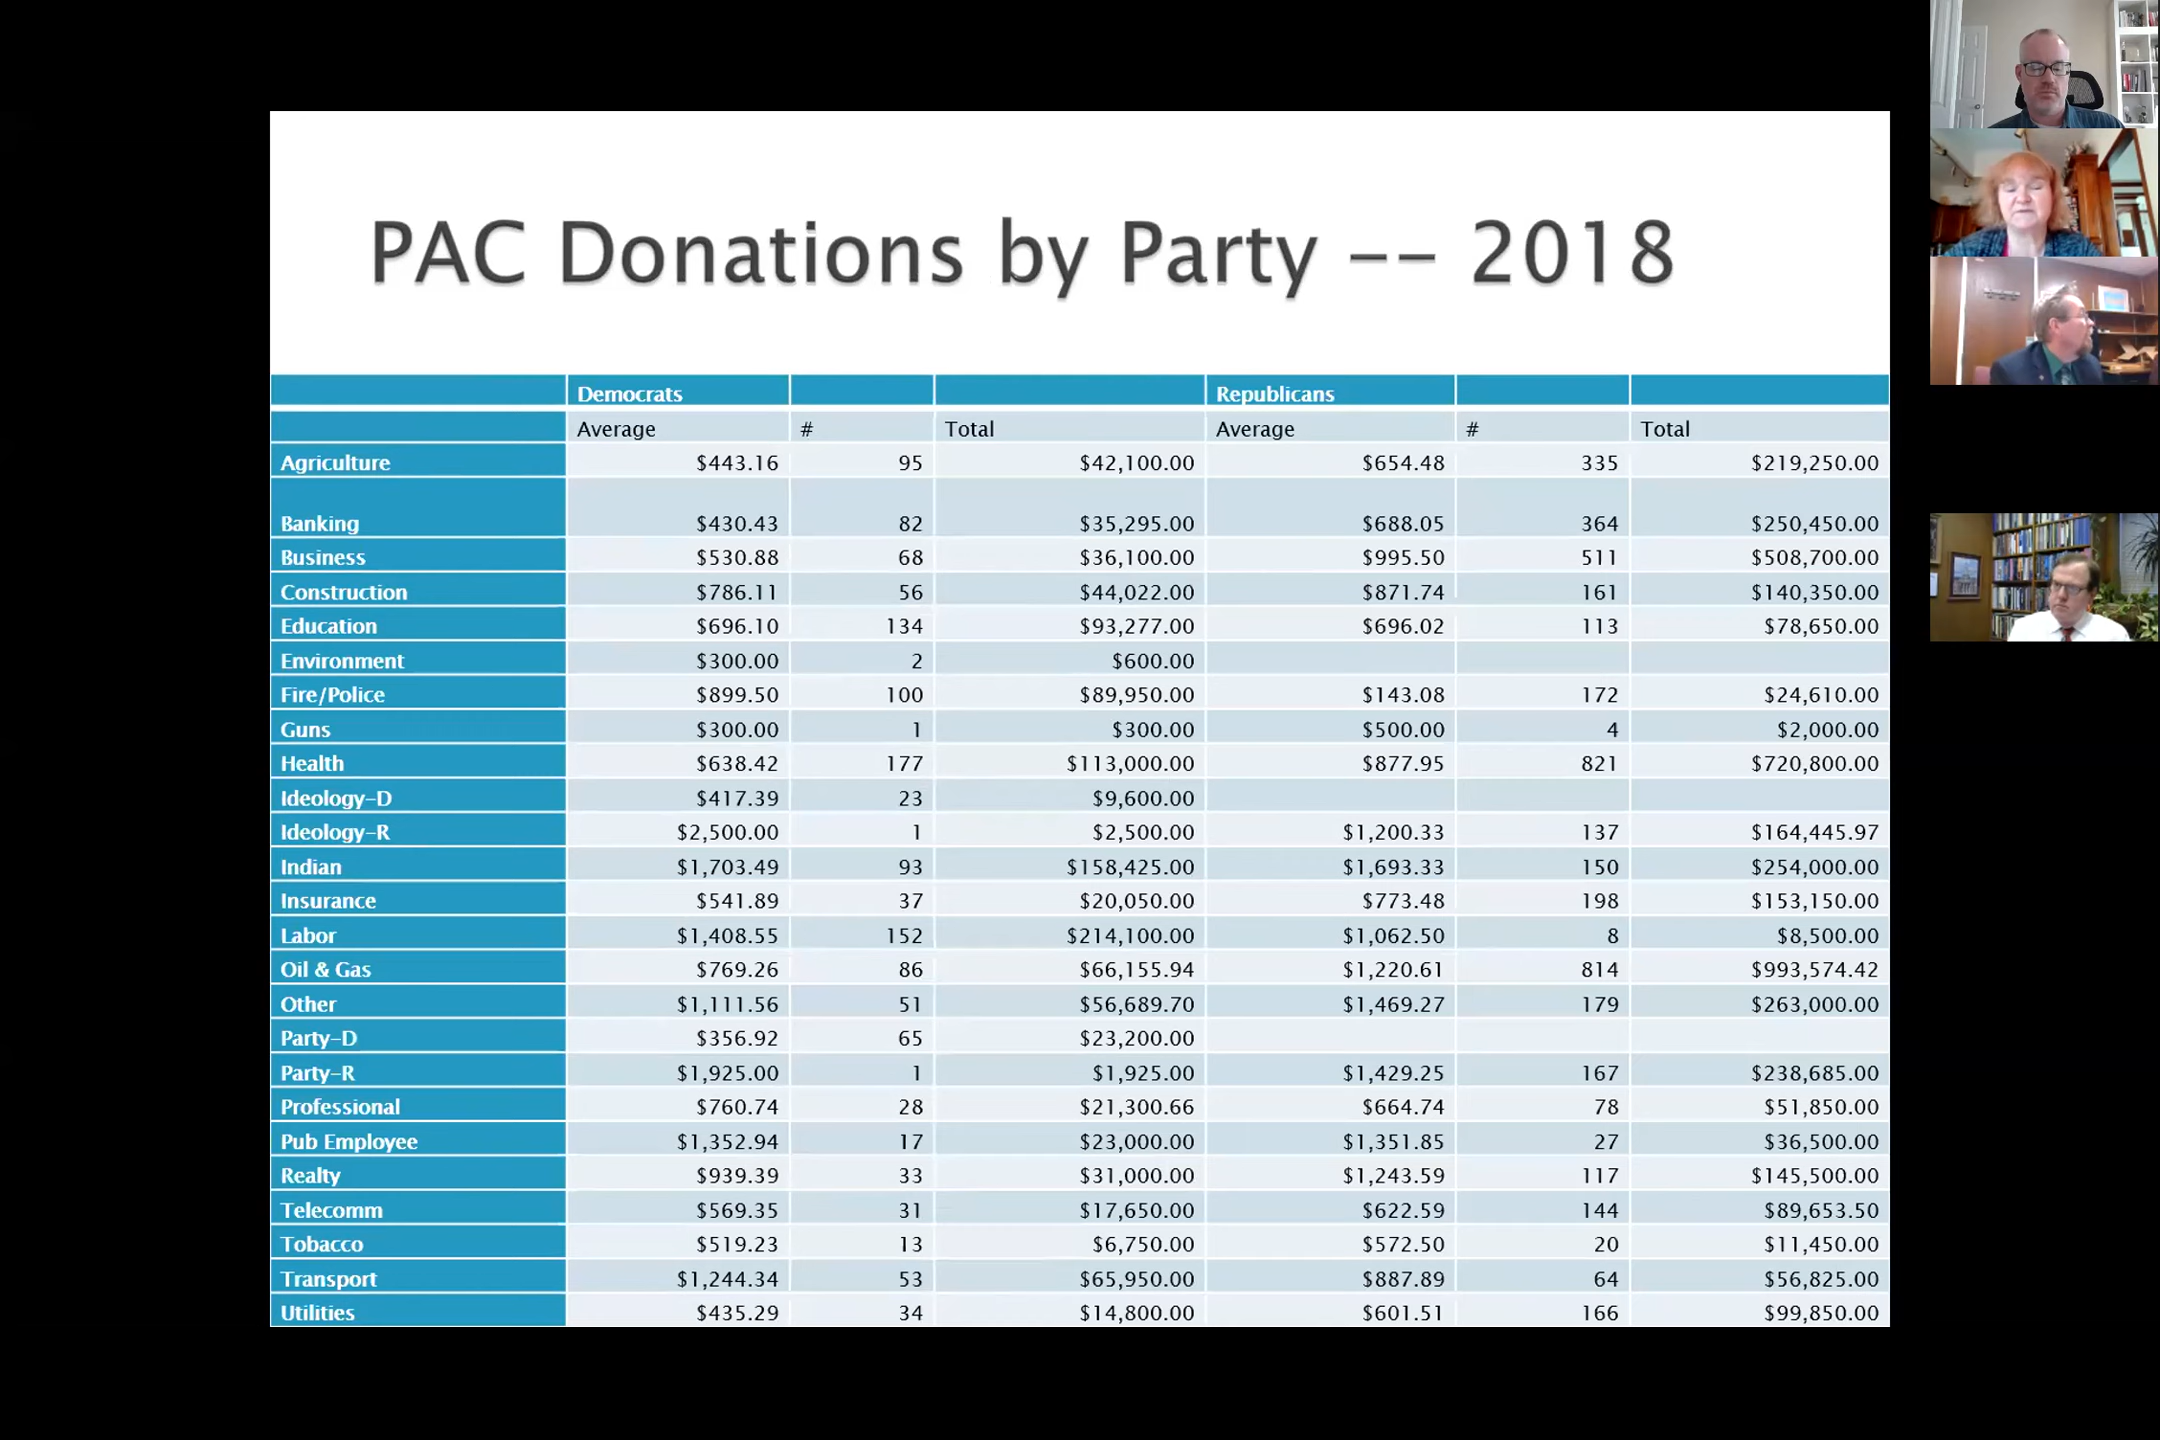 PAC Donations by Party -- 2018
Democrats Republicans
Average # Total Average # Total
Agriculture $443.16 95 $42,100.00 $654.48 335 $219,250.00
Banking $430.43 82 $35,295.00 $688.05 364 $250,450.00
Business $530.88 68 $36,100.00 $995.50 511 $508,700.00
Construction $786.11 56 $44,022.00 $871.74 161 $140,350.00
Education $696.10 134 $93,277.00 $696.02 113 $78,650.00
Environment $300.00 2 $600.00
Fire/Police $899.50 100 $89,950.00 $143.08 172 $24,610.00
Guns $300.00 1 $300.00 $500.00 4 $2,000.00
Health $638.42 177 $113,000.00 $877.95 821 $720,800.00
Ideology-D $417.39 23 $9,600.00
Ideology-R $2,500.00 1 $2,500.00 $1,200.33 137 $164,445.97
Indian $1,703.49 93 $158,425.00 $1,693.33 150 $254,000.00
Insurance $541.89 37 $20,050.00 $773.48 198 $153,150.00
Labor $1,408.55 152 $214,100.00 $1,062.50 8 $8,500.00
Oil & Gas $769.26 86 $66,155.94 $1,220.61 814 $993,574.42
Other $1,111.56 51 $56,689.70 $1,469.27 179 $263,000.00
Party-D $356.92 65 $23,200.00
Party-R $1,925.00 1 $1,925.00 $1,429.25 167 $238,685.00
Professional $760.74 28 $21,300.66 $664.74 78 $51,850.00
Pub Employee $1,352.94 17 $23,000.00 $1,351.85 27 $36,500.00
Realty $939.39 33 $31,000.00 $1,243.59 117 $145,500.00
Telecomm $569.35 31 $17,650.00 $622.59 144 $89,653.50
Tobacco $519.23 13 $6,750.00 $572.50 20 $11,450.00
Transport $1,244.34 53 $65,950.00 $887.89 64 $56,825.00
Utilities $435.29 34 $14,800.00 $601.51 166 $99,850.00